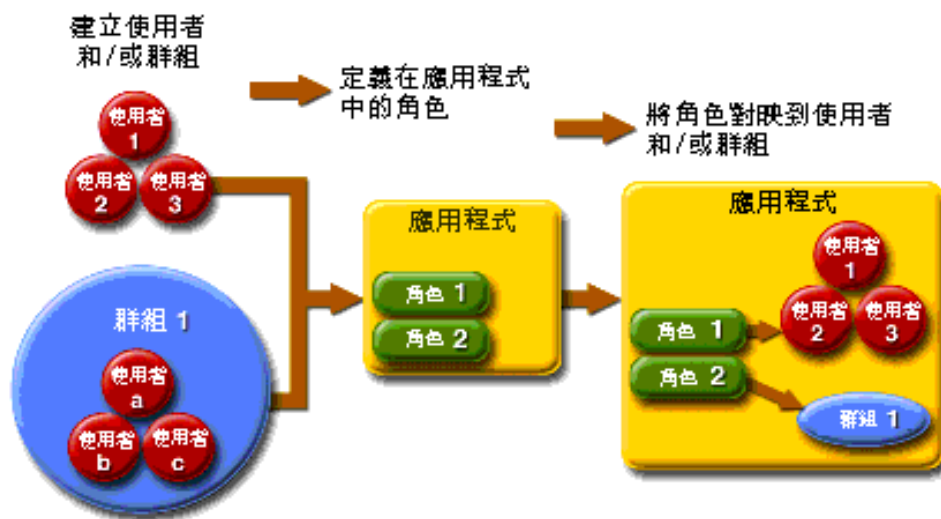 建立使用者
和/或群組
定義在應用程式
中的角色
將角色對映到使用者
和/或群組
使用者
1
使用者
2
使用者
3
群組 1
使用者
a
使用者
b
使用者
c
應用程式
角色 1
角色 2
應用程式
使用者
1
使用者
2
使用者
3
角色 1
角色 2
群組 1